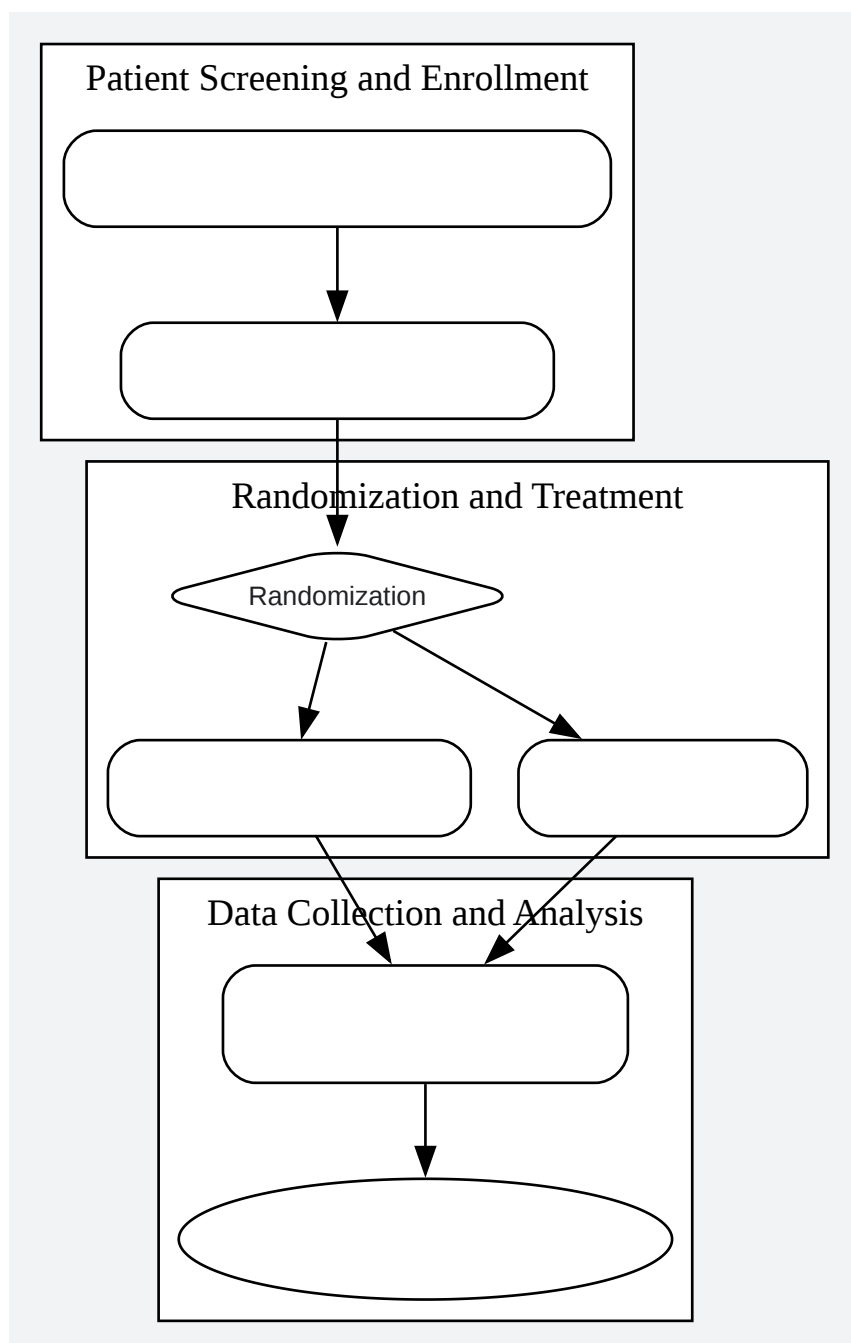 Patient Screening and Enrollment
Randomization and Treatment
Randomization
Data Collection and Analysis